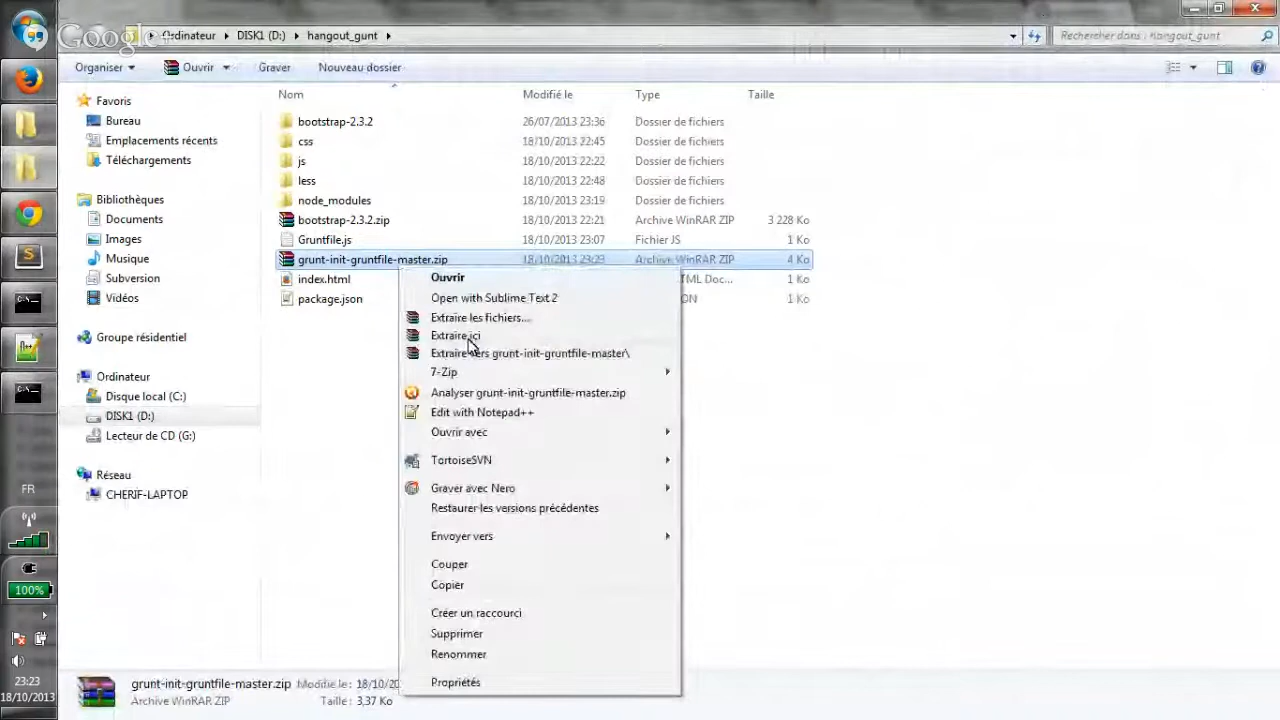 Google+
Ordinateur
DISK1 (D:)
hangout_gunt
Rechercher dans : hangout_gunt
Organiser
Ouvrir
Graver
Nouveau dossier
Nom
Modifié le
Type
Taille
Favoris
Bureau
Emplacements récents
Téléchargements
Bibliothèques
Documents
Images
Musique
Subversion
Vidéos
Groupe résidentiel
Ordinateur
Disque local (C:)
DISK1 (D:)
Lecteur de CD (G:)
Réseau
CHERIF-LAPTOP
bootstrap-2.3.2 26/07/2013 23:36 Dossier de fichiers
css 18/10/2013 22:45 Dossier de fichiers
js 18/10/2013 22:22 Dossier de fichiers
less 18/10/2013 22:48 Dossier de fichiers
node_modules 18/10/2013 23:19 Dossier de fichiers
bootstrap-2.3.2.zip 18/10/2013 22:21 Archive WinRAR ZIP 3 228 Ko
Gruntfile.js 18/10/2013 23:07 Fichier JS 1 Ko
grunt-init-gruntfile-master.zip 18/10/2013 23:23 Archive WinRAR ZIP 4 Ko
index.html TML Doc... 1 Ko
package.json ON 1 Ko
Ouvrir
Open with Sublime Text 2
Extraire les fichiers...
Extraire ici
Extraire vers grunt-init-gruntfile-master\
7-Zip
Analyser grunt-init-gruntfile-master.zip
Edit with Notepad++
Ouvrir avec
TortoiseSVN
Graver avec Nero
Restaurer les versions précédentes
Envoyer vers
Couper
Copier
Créer un raccourci
Supprimer
Renommer
Propriétés
FR
100%
23:23
18/10/2013
grunt-init-gruntfile-master.zip Modifié le : 18/10/20
Archive WinRAR ZIP Taille : 3,37 Ko